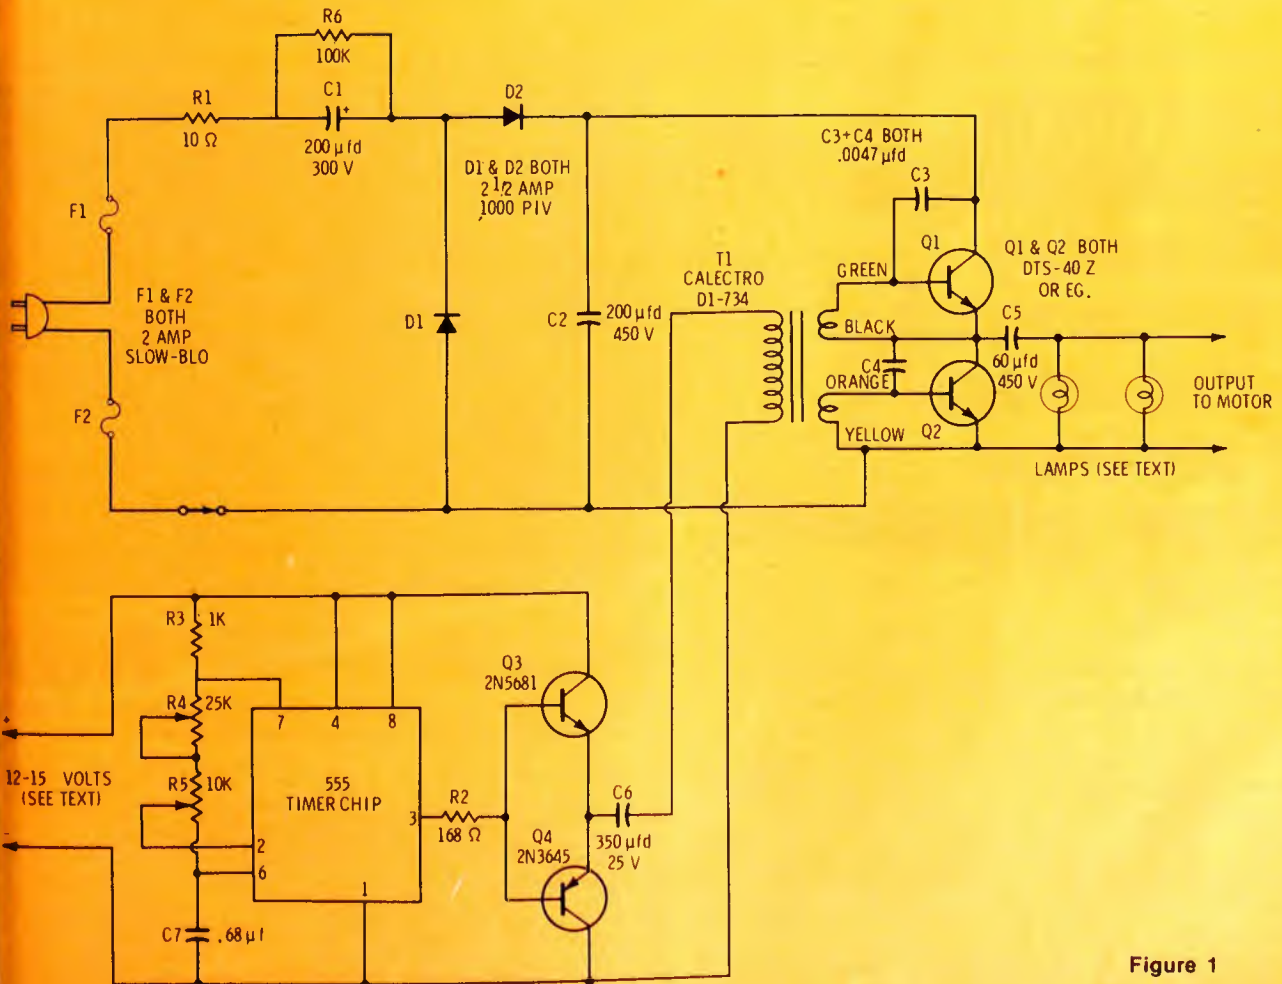 R6
100K
C1
+
200 µfd
300 V
R1
10 Ω
D2
D1 & D2 BOTH
2 1/2 AMP
1000 PIV
C3+C4 BOTH
.0047 µfd
C3
F1
Q1
Q1 & Q2 BOTH
DTS-40 Z
OR EG.
T1
CALECTRO
D1-734
GREEN
F1 & F2
BOTH
2 AMP
SLOW-BLO
D1
C2
200 µfd
450 V
BLACK
C5
60 µfd
450 V
C4
ORANGE
OUTPUT
TO MOTOR
F2
YELLOW
Q2
LAMPS (SEE TEXT)
R3 1K
Q3
2N5681
R4 25K
7 4 8
+
12-15 VOLTS
(SEE TEXT)
-
R5 10K
555
TIMER CHIP
3
R2
168 Ω
C6
350 µfd
25 V
2
6
Q4
2N3645
1
C7 .68 µf
Figure 1